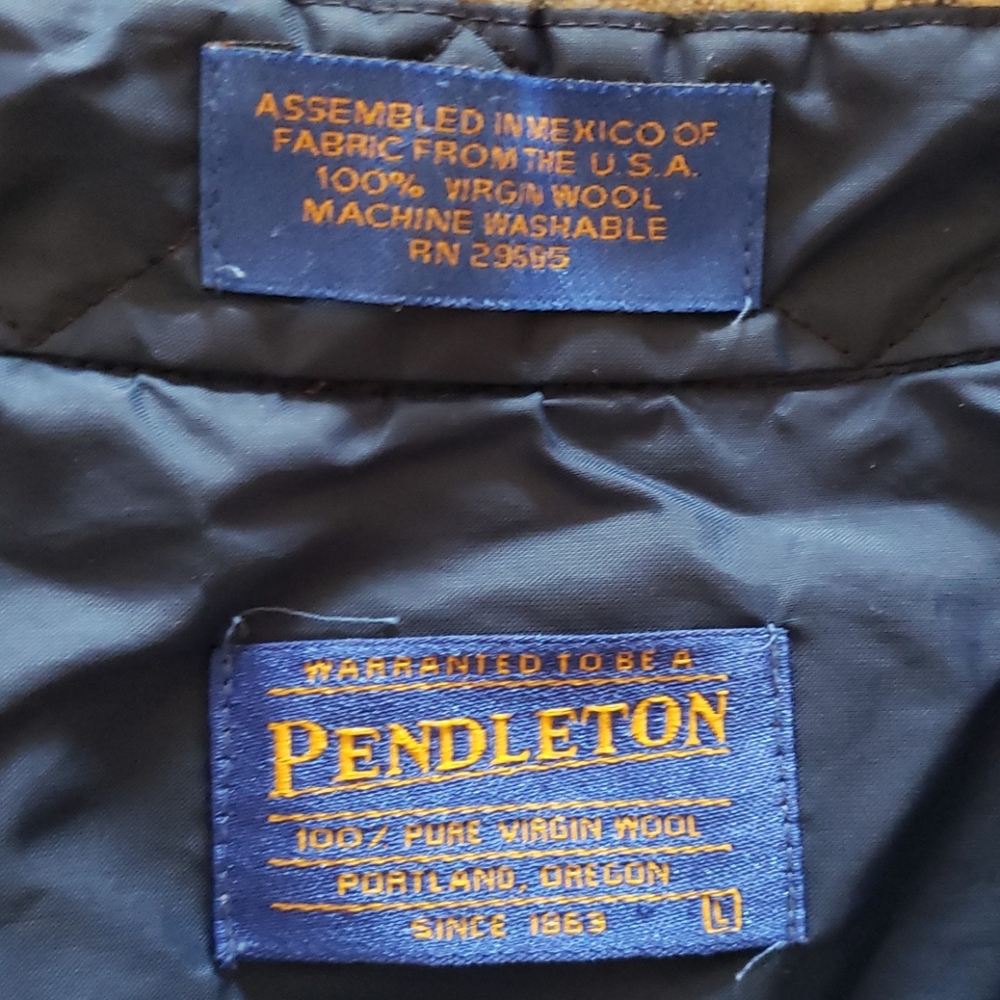 ASSEMBLED IN MEXICO OF
FABRIC FROM THE U.S.A.
100% VIRGIN WOOL
MACHINE WASHABLE
RN 29685
WARRANTED TO BE A
PENDLETON
100% PURE VIRGIN WOOL
PORTLAND, OREGON
SINCE 1863
L